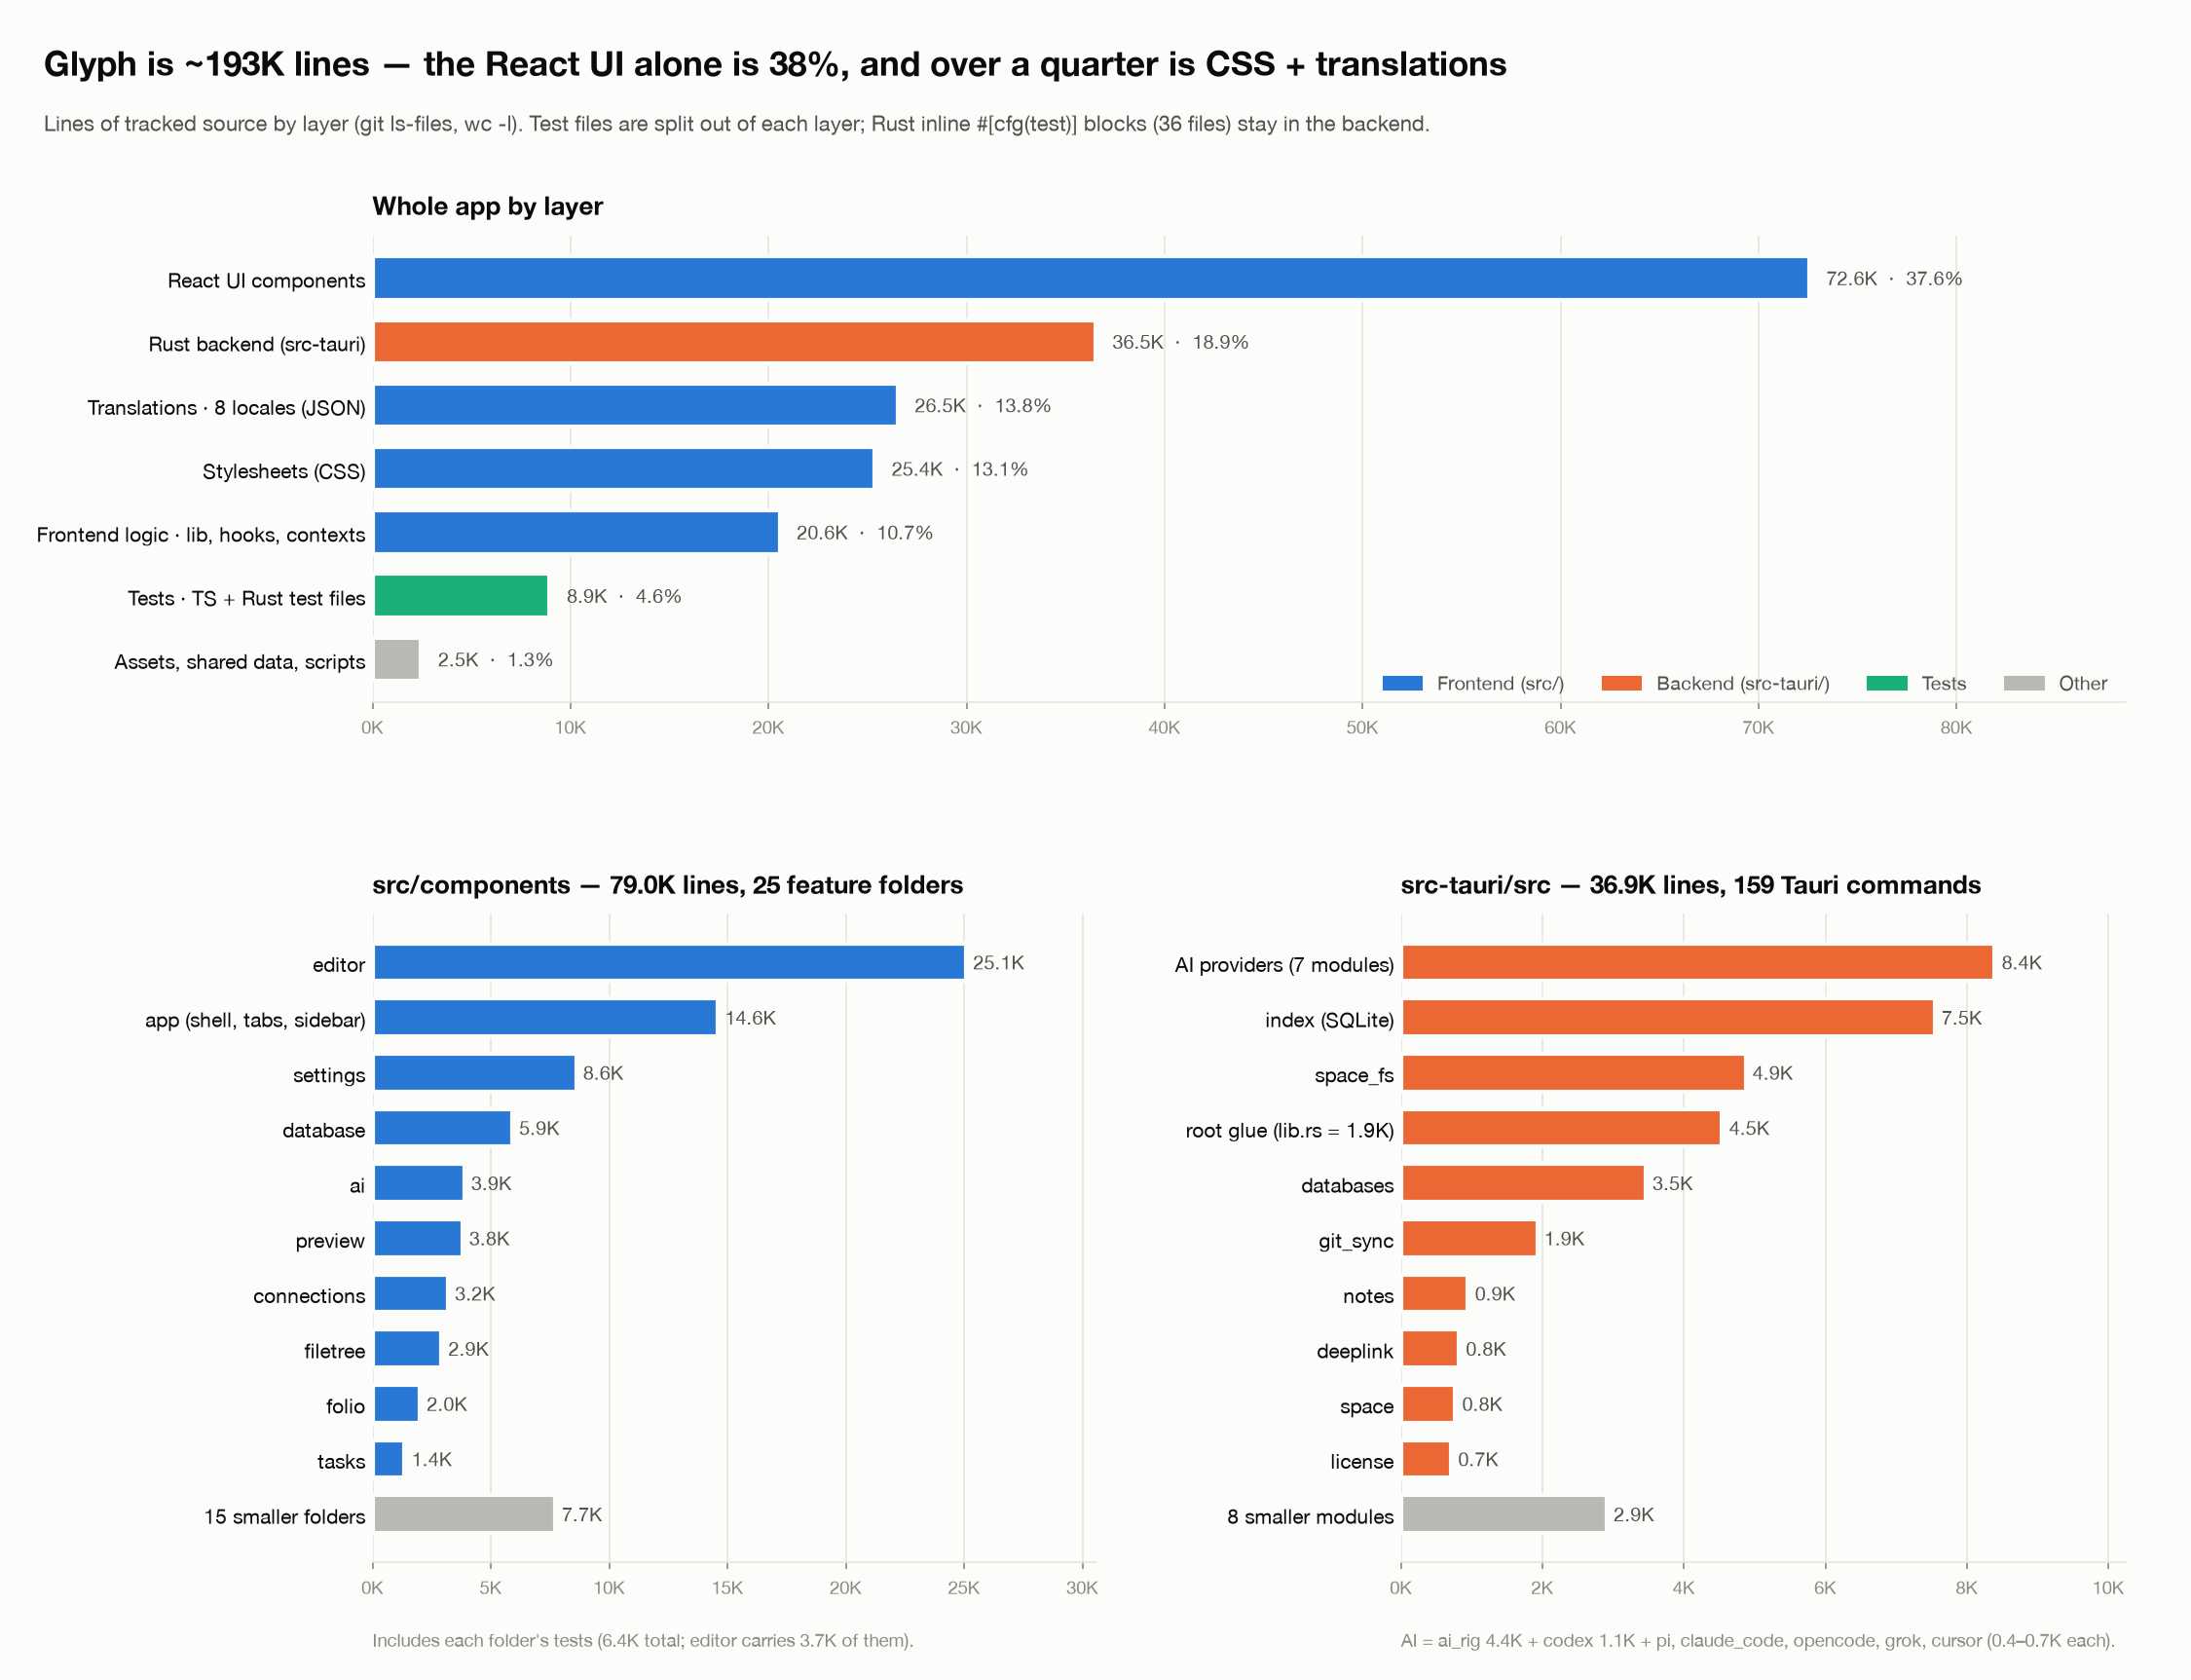 Glyph is ~193K lines — the React UI alone is 38%, and over a quarter is CSS + translations
Lines of tracked source by layer (git ls-files, wc -l). Test files are split out of each layer; Rust inline #[cfg(test)] blocks (36 files) stay in the backend.
Whole app by layer
React UI components 72.6K · 37.6%
Rust backend (src-tauri) 36.5K · 18.9%
Translations · 8 locales (JSON) 26.5K · 13.8%
Stylesheets (CSS) 25.4K · 13.1%
Frontend logic · lib, hooks, contexts 20.6K · 10.7%
Tests · TS + Rust test files 8.9K · 4.6%
Assets, shared data, scripts 2.5K · 1.3%
Frontend (src/) Backend (src-tauri/) Tests Other
0K 10K 20K 30K 40K 50K 60K 70K 80K
src/components — 79.0K lines, 25 feature folders
editor 25.1K
app (shell, tabs, sidebar) 14.6K
settings 8.6K
database 5.9K
ai 3.9K
preview 3.8K
connections 3.2K
filetree 2.9K
folio 2.0K
tasks 1.4K
15 smaller folders 7.7K
0K 5K 10K 15K 20K 25K 30K
Includes each folder's tests (6.4K total; editor carries 3.7K of them).
src-tauri/src — 36.9K lines, 159 Tauri commands
AI providers (7 modules) 8.4K
index (SQLite) 7.5K
space_fs 4.9K
root glue (lib.rs = 1.9K) 4.5K
databases 3.5K
git_sync 1.9K
notes 0.9K
deeplink 0.8K
space 0.8K
license 0.7K
8 smaller modules 2.9K
0K 2K 4K 6K 8K 10K
AI = ai_rig 4.4K + codex 1.1K + pi, claude_code, opencode, grok, cursor (0.4–0.7K each).